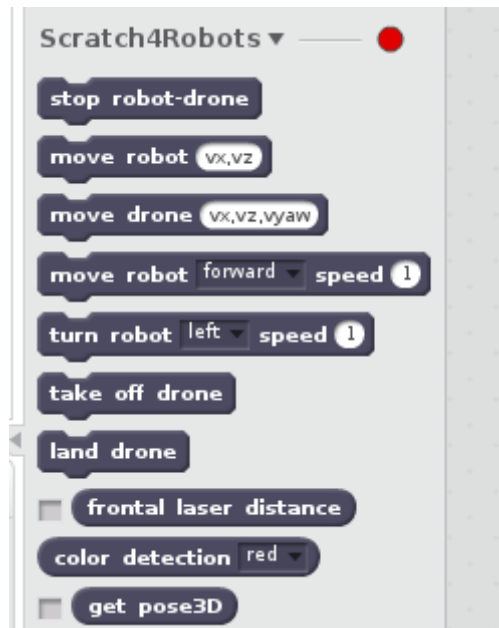 Scratch4Robots
stop robot-drone
move robot vx,vz
move drone vx,vz,vyaw
move robot forward speed 1
turn robot left speed 1
take off drone
land drone
frontal laser distance
color detection red
get pose3D